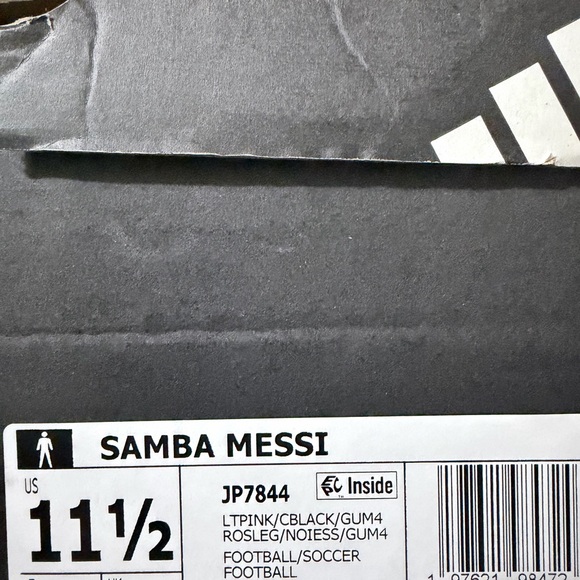 SAMBA MESSI
US
11½
JP7844
Inside
LTPINK/CBLACK/GUM4
ROSLEG/NOIESS/GUM4
FOOTBALL/SOCCER
FOOTBALL